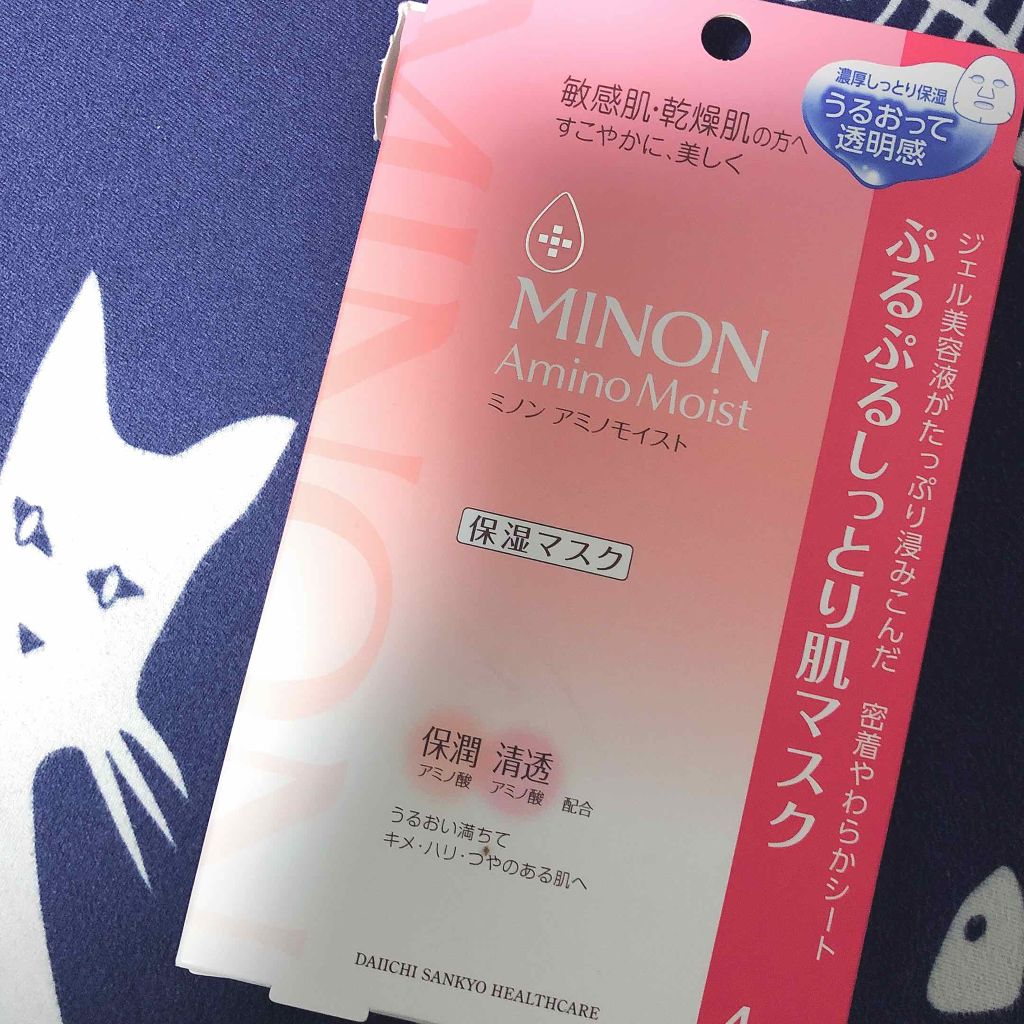 濃厚しっとり保湿
うるおって
透明感
敏感肌・乾燥肌の方へ
すこやかに、美しく
MINON
Amino Moist
ミノン アミノモイスト
保湿マスク
ジェル美容液がたっぷり浸みこんだ 密着やわらかシート
ぷるぷるしっとり肌マスク
保潤 清透
アミノ酸 アミノ酸 配合
うるおい満ちて
キメ・ハリ・つやのある肌へ
DAIICHI SANKYO HEALTHCARE
MINON